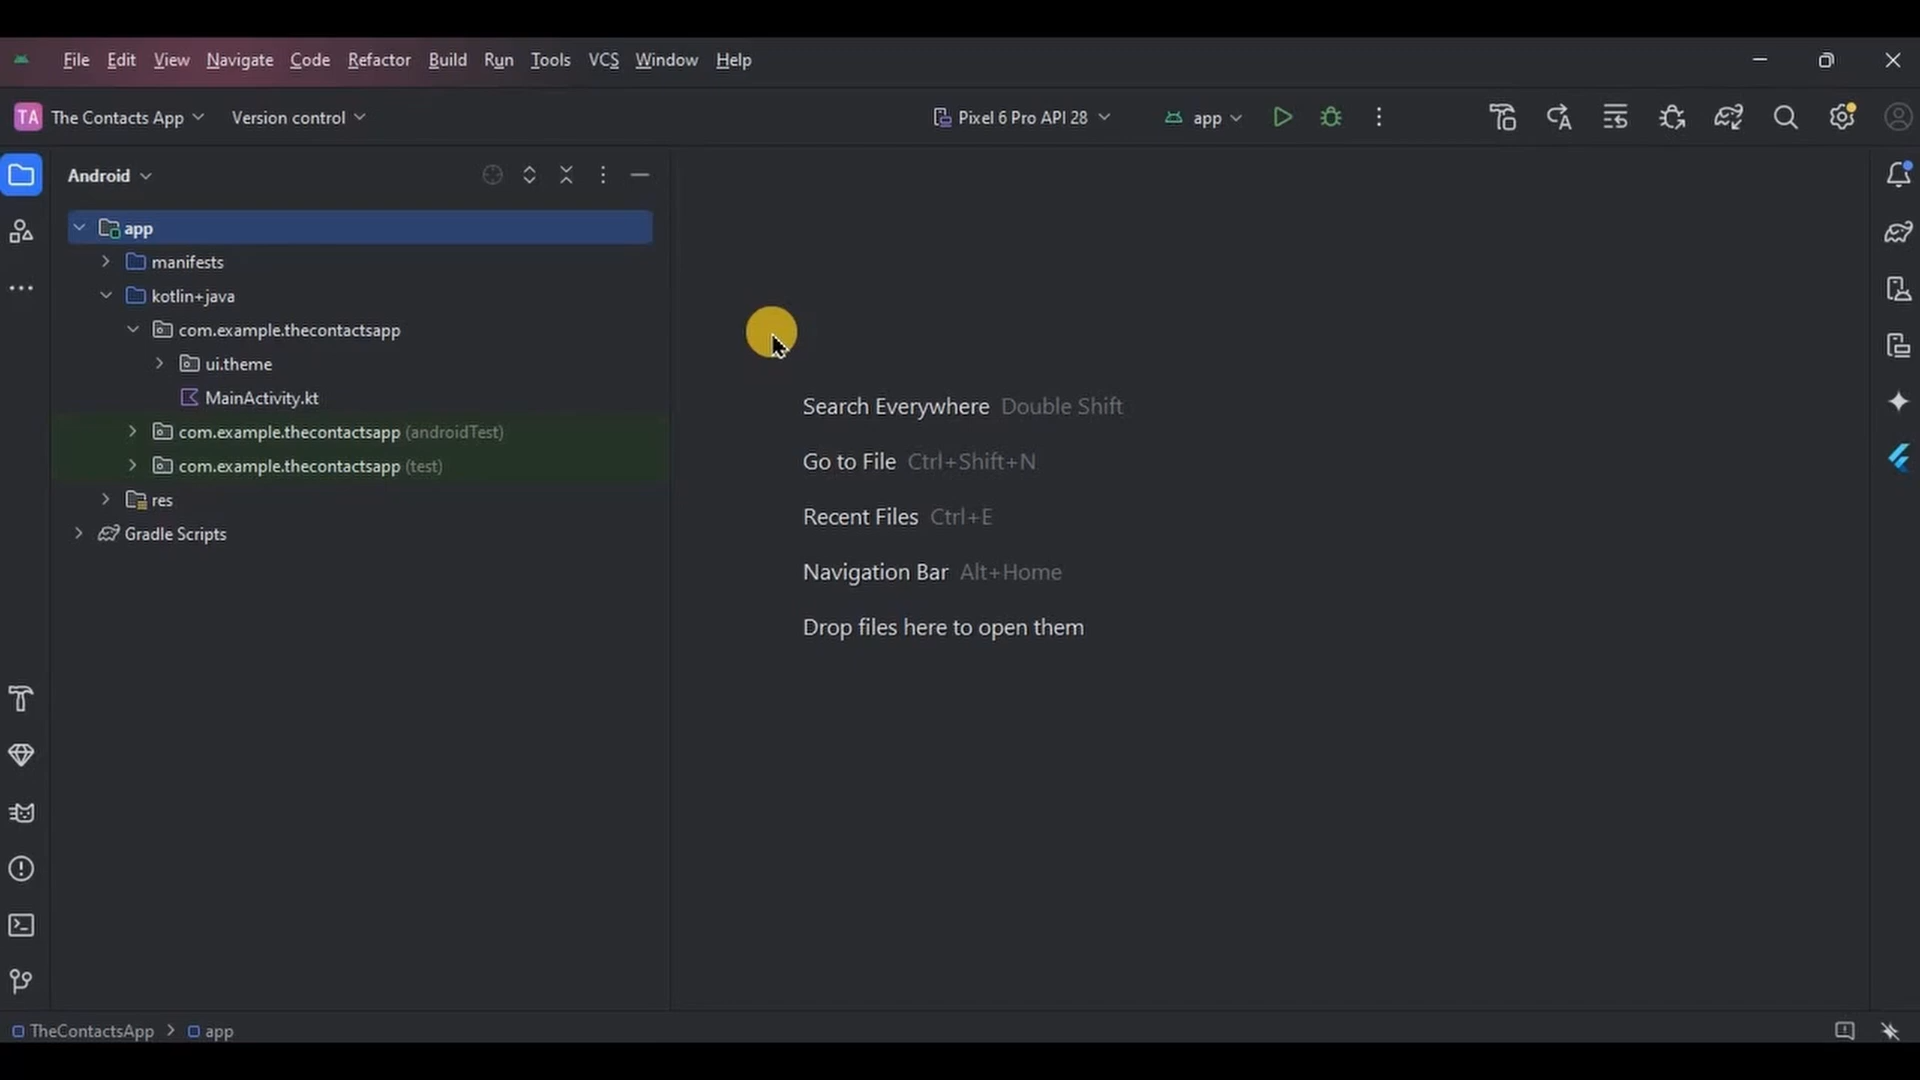 File Edit View Navigate Code Refactor Build Run Tools VCS Window Help
TA The Contacts App Version control Pixel 6 Pro API 28 app
Android
app
manifests
kotlin+java
com.example.thecontactsapp
ui.theme
MainActivity.kt
com.example.thecontactsapp (androidTest)
com.example.thecontactsapp (test)
res
Gradle Scripts
Search Everywhere Double Shift
Go to File Ctrl+Shift+N
Recent Files Ctrl+E
Navigation Bar Alt+Home
Drop files here to open them
TheContactsApp > app